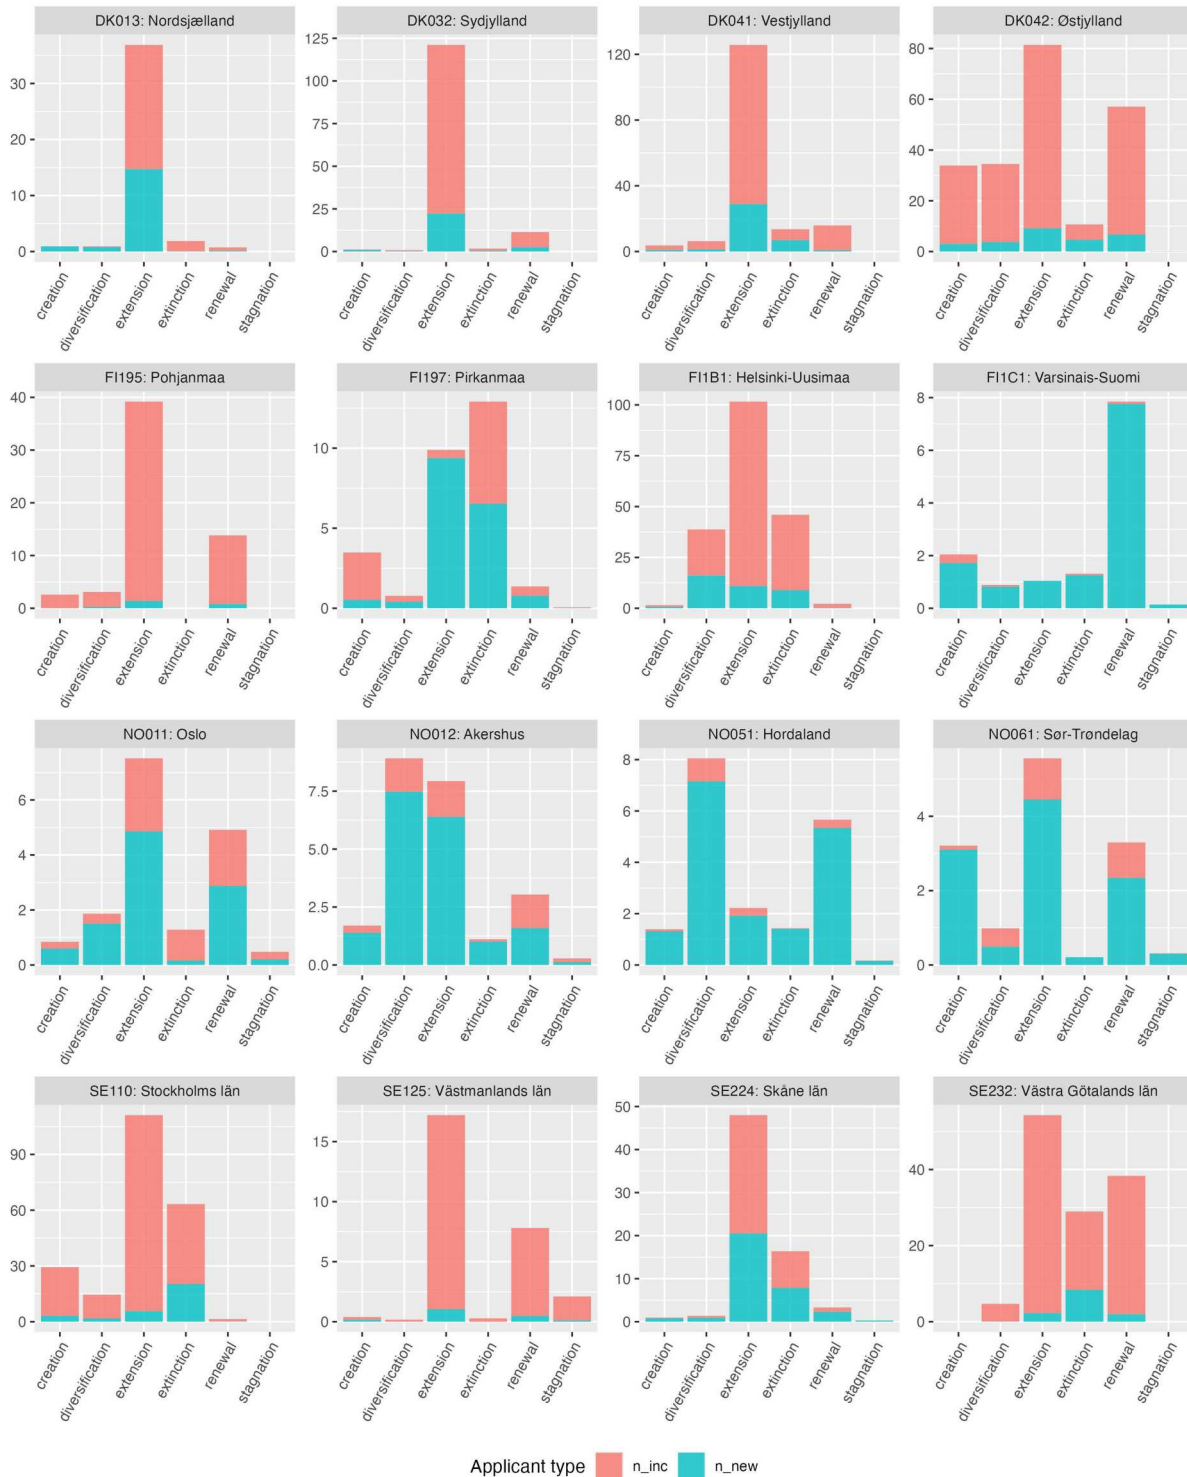 DK013: Nordsjælland
DK032: Sydjylland
DK041: Vestjylland
DK042: Østjylland
30
20
10
0
125
100
75
50
25
0
120
80
40
0
80
60
40
20
0
creation
diversification
extension
extinction
renewal
stagnation
creation
diversification
extension
extinction
renewal
stagnation
creation
diversification
extension
extinction
renewal
stagnation
creation
diversification
extension
extinction
renewal
stagnation
FI195: Pohjanmaa
FI197: Pirkanmaa
FI1B1: Helsinki-Uusimaa
FI1C1: Varsinais-Suomi
40
30
20
10
0
10
5
0
100
75
50
25
0
8
6
4
2
0
creation
diversification
extension
extinction
renewal
stagnation
creation
diversification
extension
extinction
renewal
stagnation
creation
diversification
extension
extinction
renewal
stagnation
creation
diversification
extension
extinction
renewal
stagnation
NO011: Oslo
NO012: Akershus
NO051: Hordaland
NO061: Sør-Trøndelag
6
4
2
0
7.5
5.0
2.5
0.0
8
6
4
2
0
4
2
0
creation
diversification
extension
extinction
renewal
stagnation
creation
diversification
extension
extinction
renewal
stagnation
creation
diversification
extension
extinction
renewal
stagnation
creation
diversification
extension
extinction
renewal
stagnation
SE110: Stockholms län
SE125: Västmanlands län
SE224: Skåne län
SE232: Västra Götalands län
90
60
30
0
15
10
5
0
50
40
30
20
10
0
40
20
0
creation
diversification
extension
extinction
renewal
stagnation
creation
diversification
extension
extinction
renewal
stagnation
creation
diversification
extension
extinction
renewal
stagnation
creation
diversification
extension
extinction
renewal
stagnation
Applicant type n_inc n_new